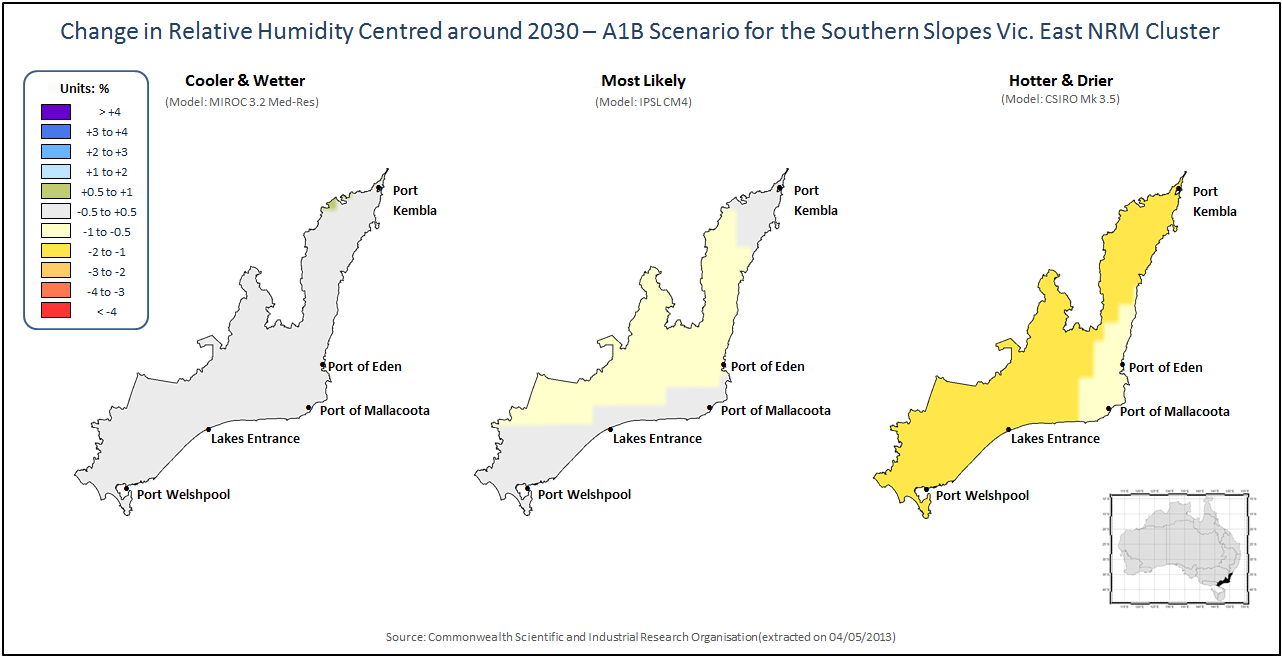 Change in Relative Humidity Centred around 2030 – A1B Scenario for the Southern Slopes Vic. East NRM Cluster
Units: %
> +4
+3 to +4
+2 to +3
+1 to +2
+0.5 to +1
-0.5 to +0.5
-1 to -0.5
-2 to -1
-3 to -2
-4 to -3
< -4
Cooler & Wetter
(Model: MIROC 3.2 Med-Res)
Port
Kembla
Port of Eden
Port of Mallacoota
Lakes Entrance
Port Welshpool
Most Likely
(Model: IPSL CM4)
Port
Kembla
Port of Eden
Port of Mallacoota
Lakes Entrance
Port Welshpool
Hotter & Drier
(Model: CSIRO Mk 3.5)
Port
Kembla
Port of Eden
Port of Mallacoota
Lakes Entrance
Port Welshpool
Source: Commonwealth Scientific and Industrial Research Organisation(extracted on 04/05/2013)